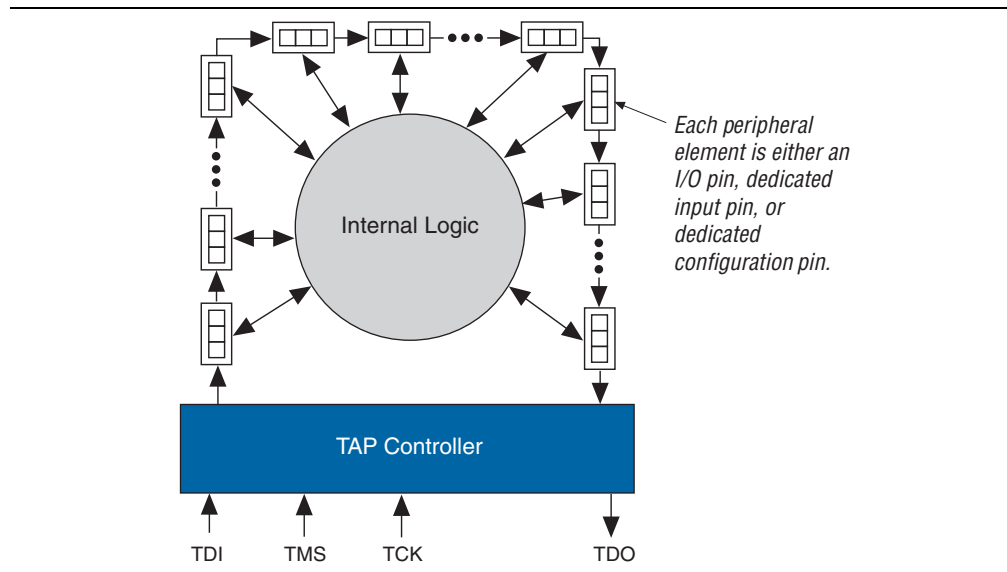 Each peripheral
element is either an
I/O pin, dedicated
input pin, or
dedicated
configuration pin.
Internal Logic
TAP Controller
TDI
TMS
TCK
TDO